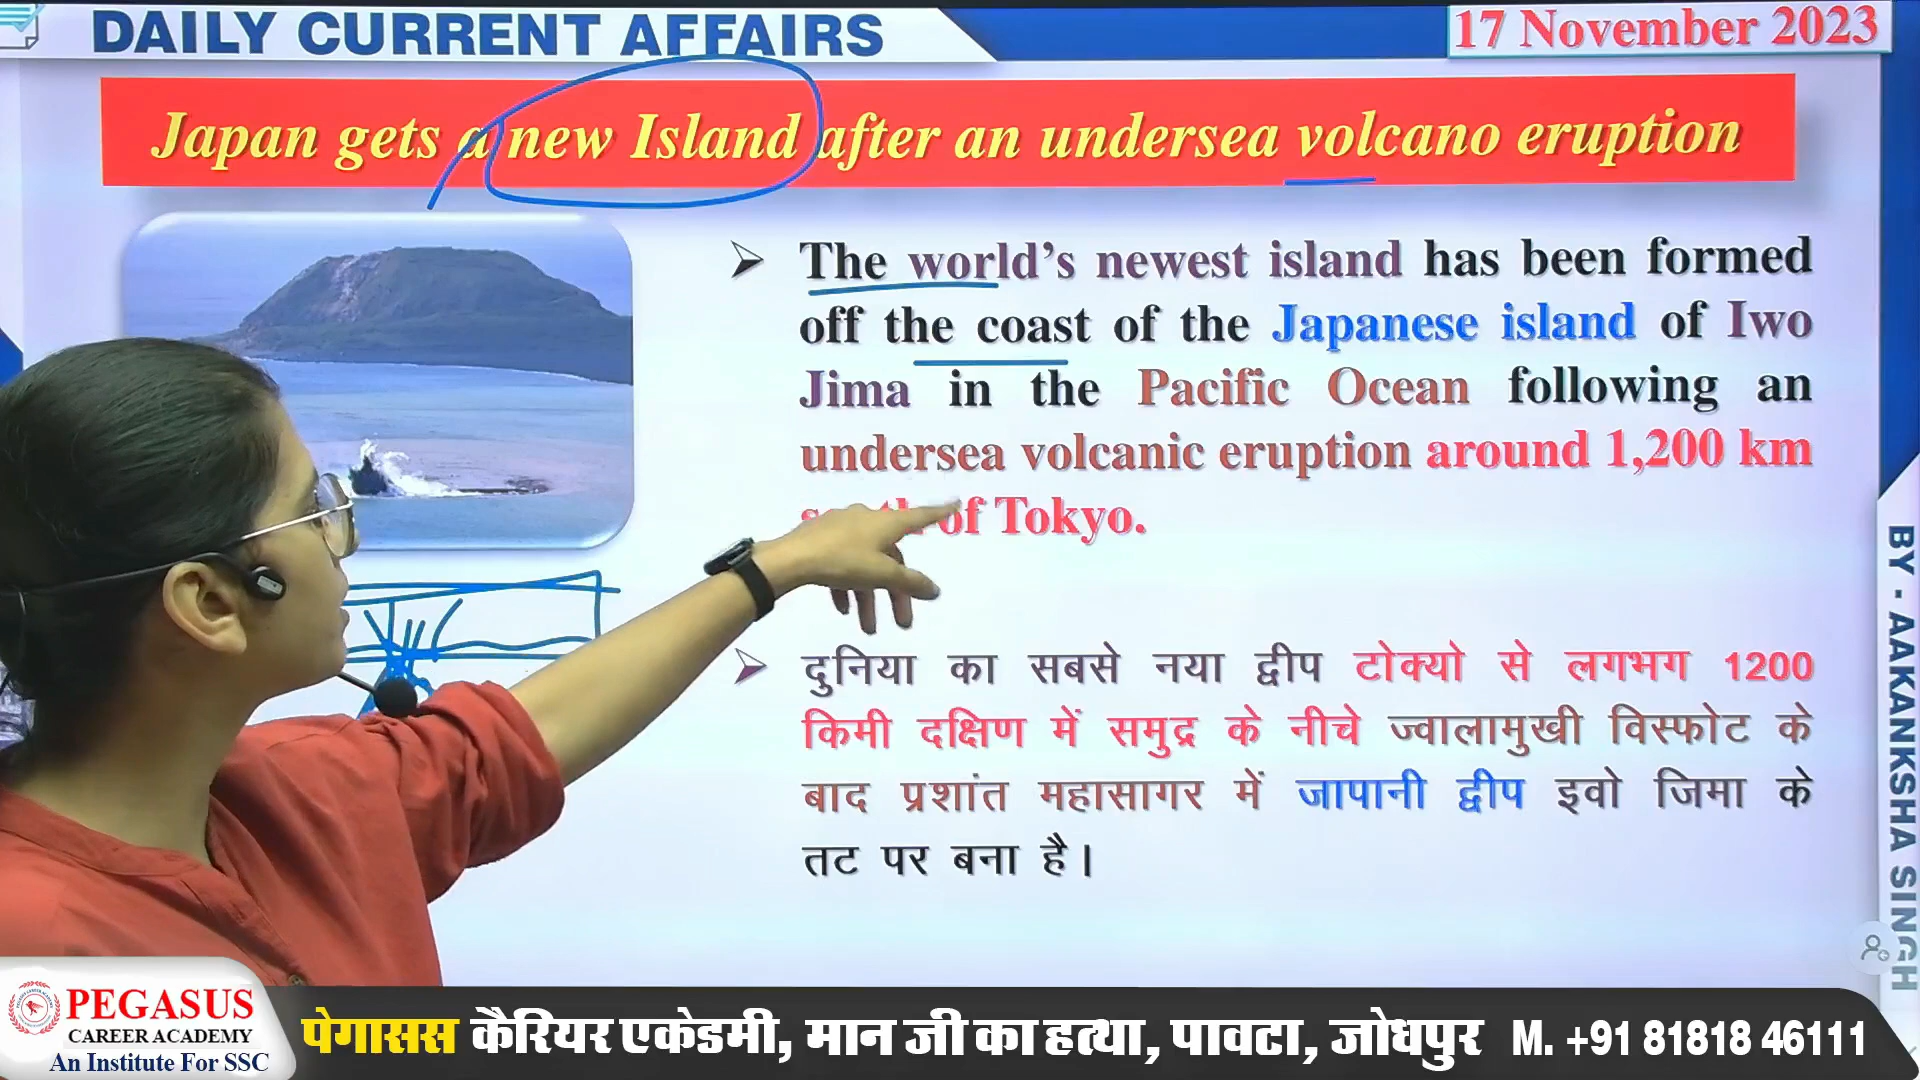 DAILY CURRENT AFFAIRS
17 November 2023
Japan gets a new Island after an undersea volcano eruption
The world's newest island has been formed
off the coast of the Japanese island of Iwo
Jima in the Pacific Ocean following an
undersea volcanic eruption around 1,200 km
of Tokyo.
दुनिया का सबसे नया द्वीप टोक्यो से लगभग 1200
किमी दक्षिण में समुद्र के नीचे ज्वालामुखी विस्फोट के
बाद प्रशांत महासागर में जापानी द्वीप इवो जिमा के
तट पर बना है।
BY - AAKANKSHA SINGH
PEGASUS
CAREER ACADEMY
An Institute For SSC
पेगासस कैरियर एकेडमी, मान जी का हत्था, पावटा, जोधपुर M. +91 81818 46111